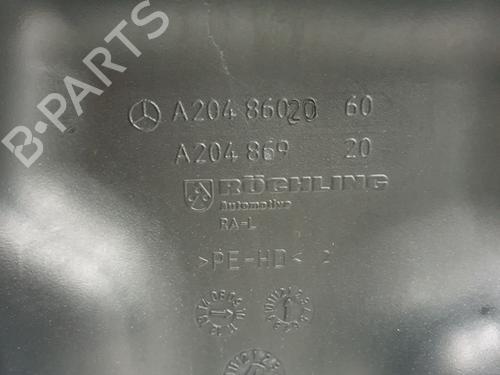 B-PARTS
A204 86020 60
A204 869 20
RÖCHLING
Automotive
RA-L
>PE-HD<